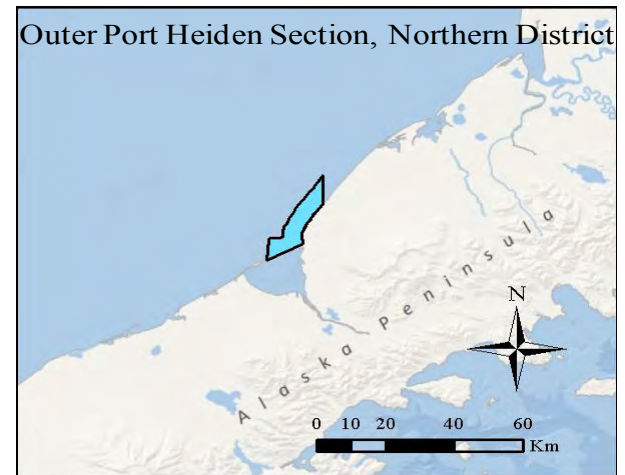 Outer Port Heiden Section, Northern District
Alaska Peninsula
N
0 10 20 40 60
Km